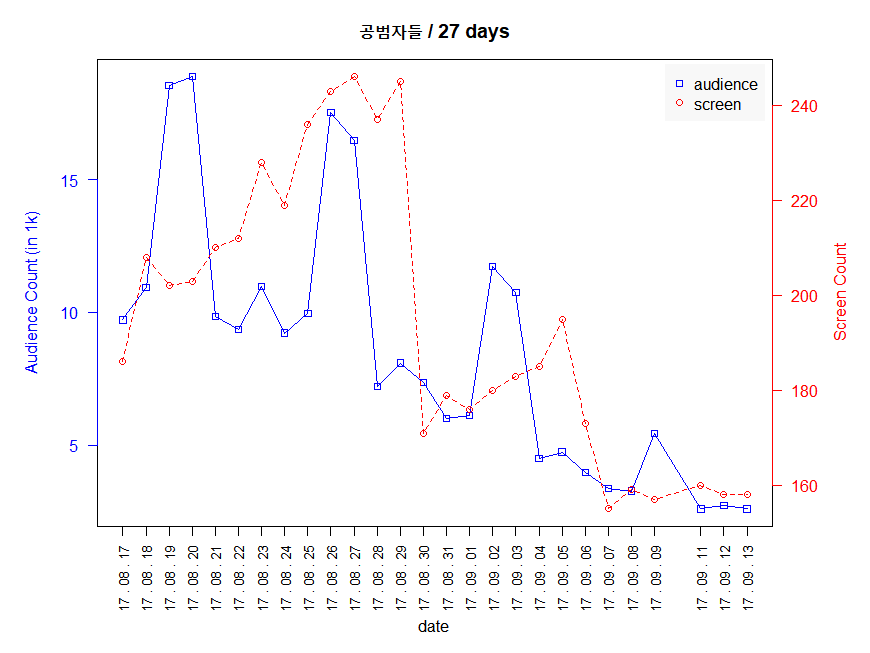 공범자들 / 27 days
audience
screen
Audience Count (in 1k)
15
10
5
240
220
200
180
160
Screen Count
17 . 08 . 17
17 . 08 . 18
17 . 08 . 19
17 . 08 . 20
17 . 08 . 21
17 . 08 . 22
17 . 08 . 23
17 . 08 . 24
17 . 08 . 25
17 . 08 . 26
17 . 08 . 27
17 . 08 . 28
17 . 08 . 29
17 . 08 . 30
17 . 08 . 31
17 . 09 . 01
17 . 09 . 02
17 . 09 . 03
17 . 09 . 04
17 . 09 . 05
17 . 09 . 06
17 . 09 . 07
17 . 09 . 08
17 . 09 . 09
17 . 09 . 11
17 . 09 . 12
17 . 09 . 13
date